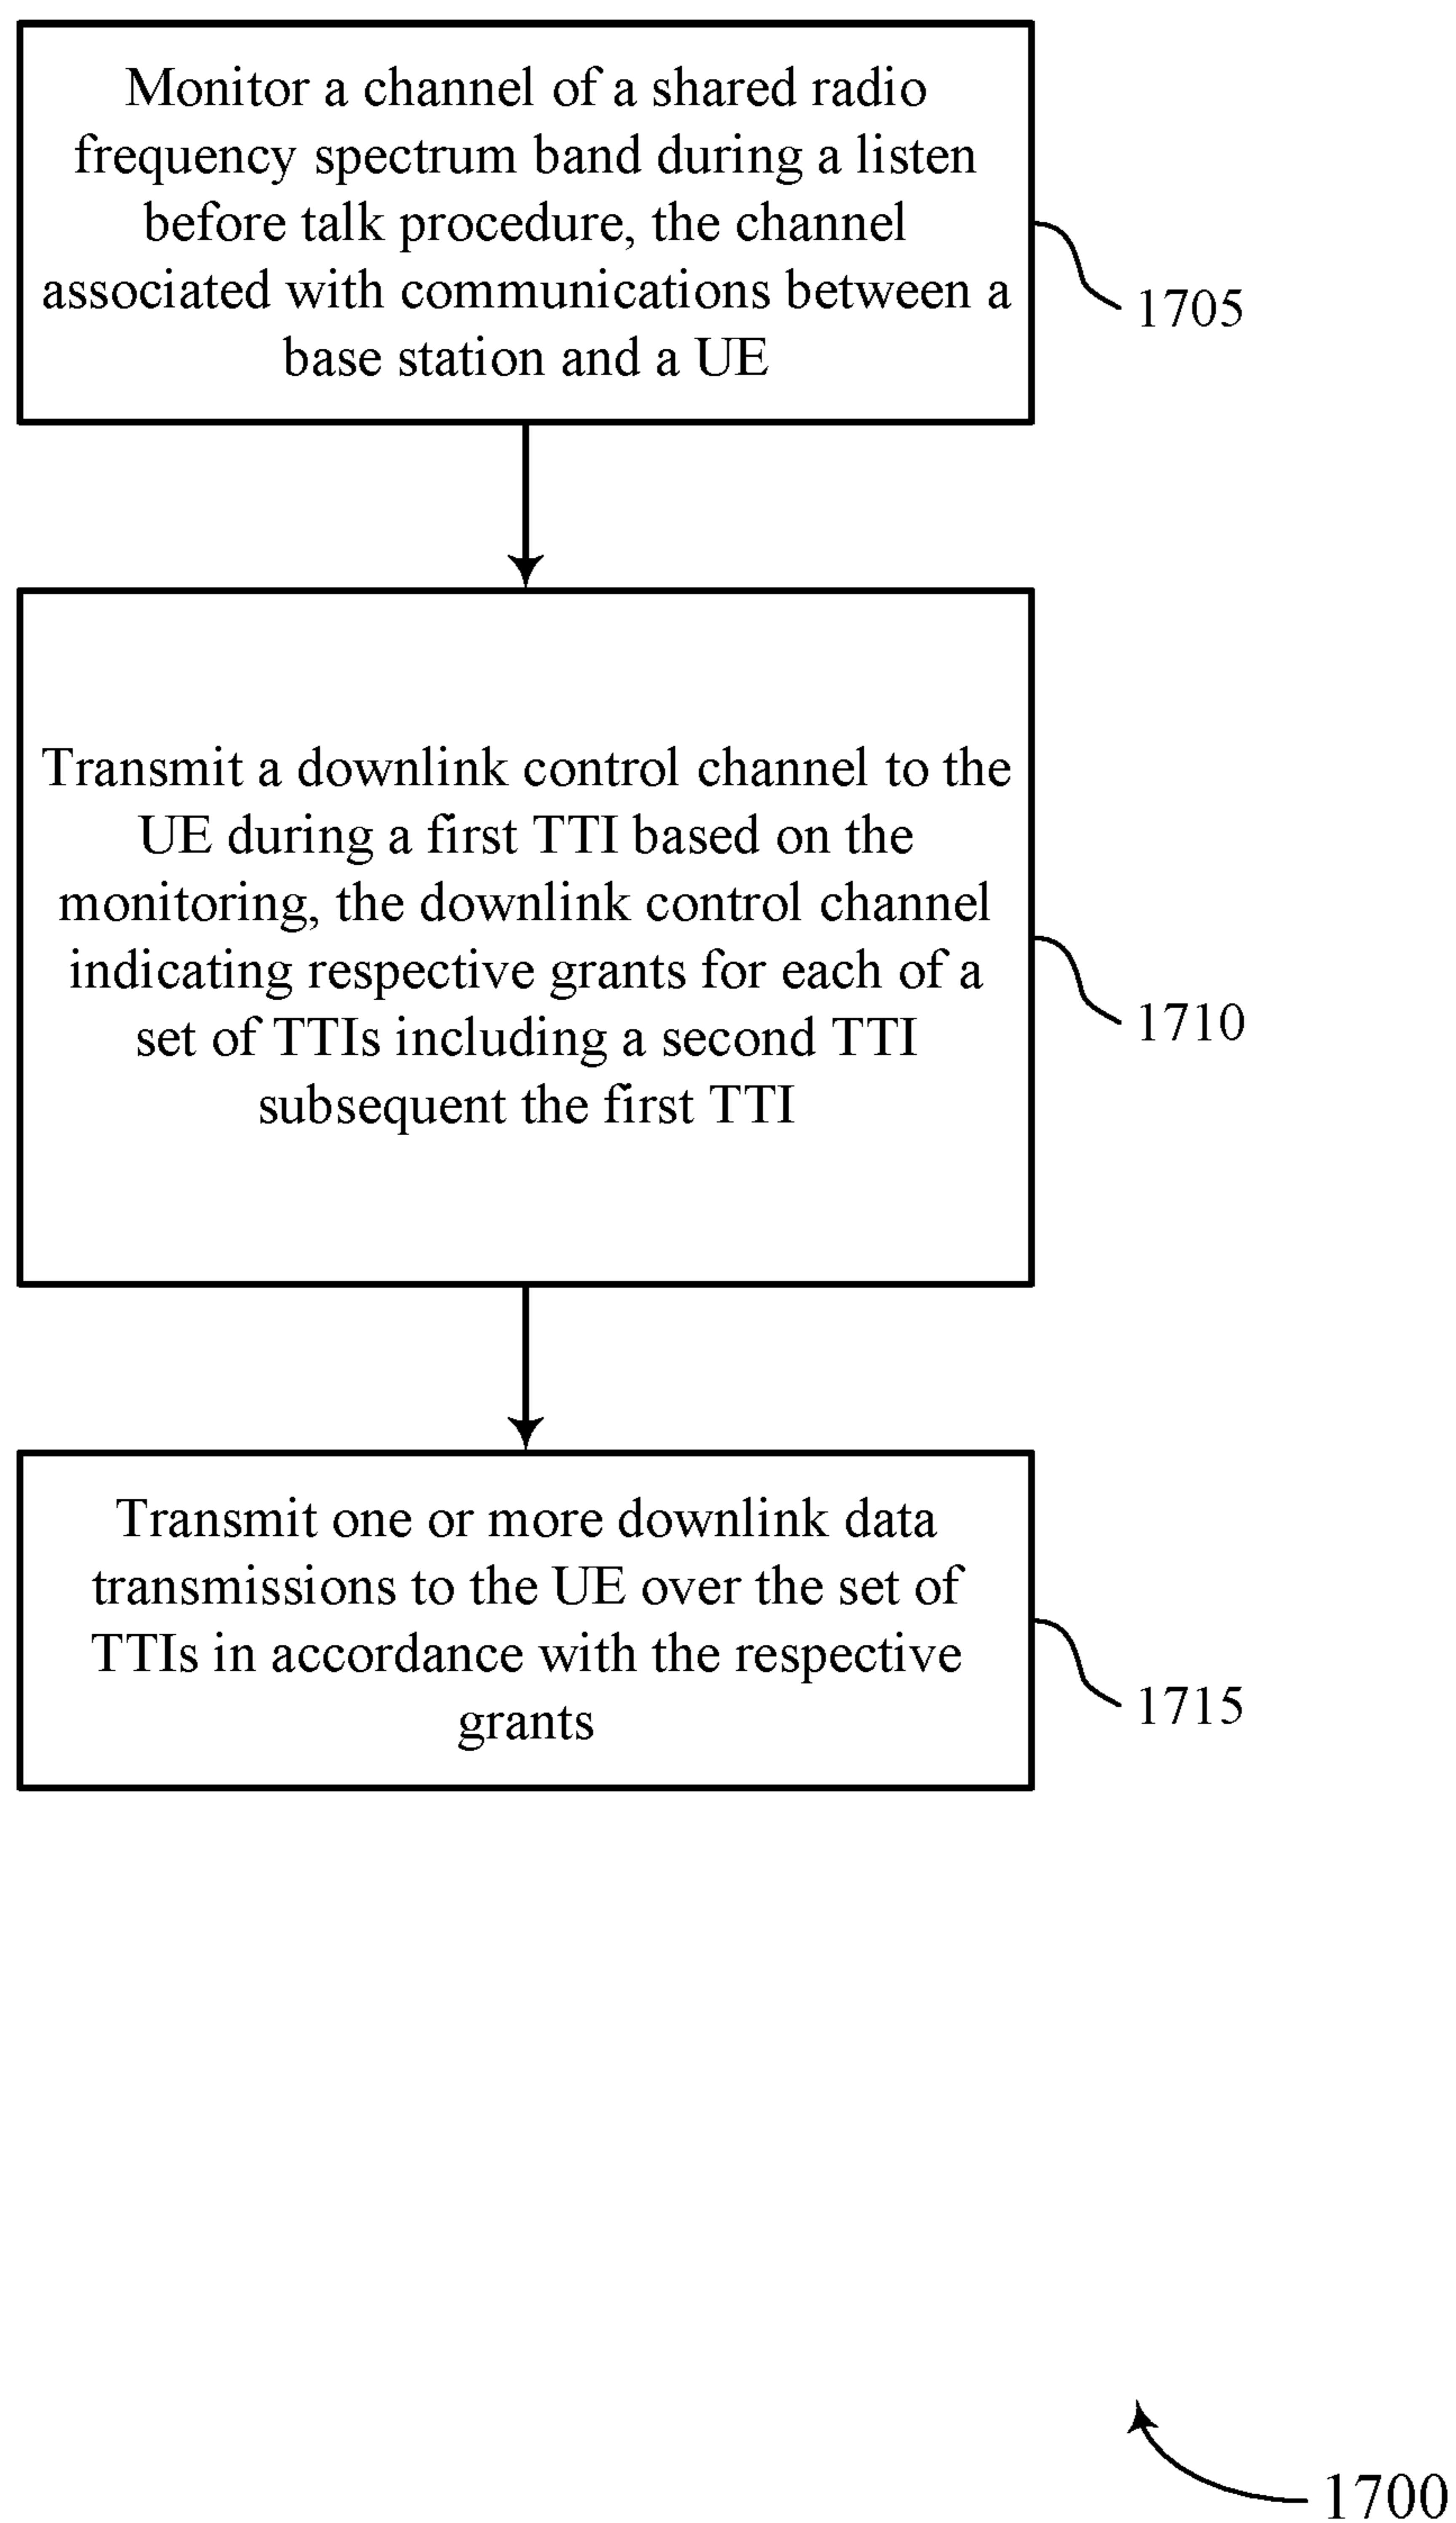 Monitor a channel of a shared radio
frequency spectrum band during a listen
before talk procedure, the channel
associated with communications between a
base station and a UE
1705
Transmit a downlink control channel to the
UE during a first TTI based on the
monitoring, the downlink control channel
indicating respective grants for each of a
set of TTIs including a second TTI
subsequent the first TTI
1710
Transmit one or more downlink data
transmissions to the UE over the set of
TTIs in accordance with the respective
grants
1715
1700